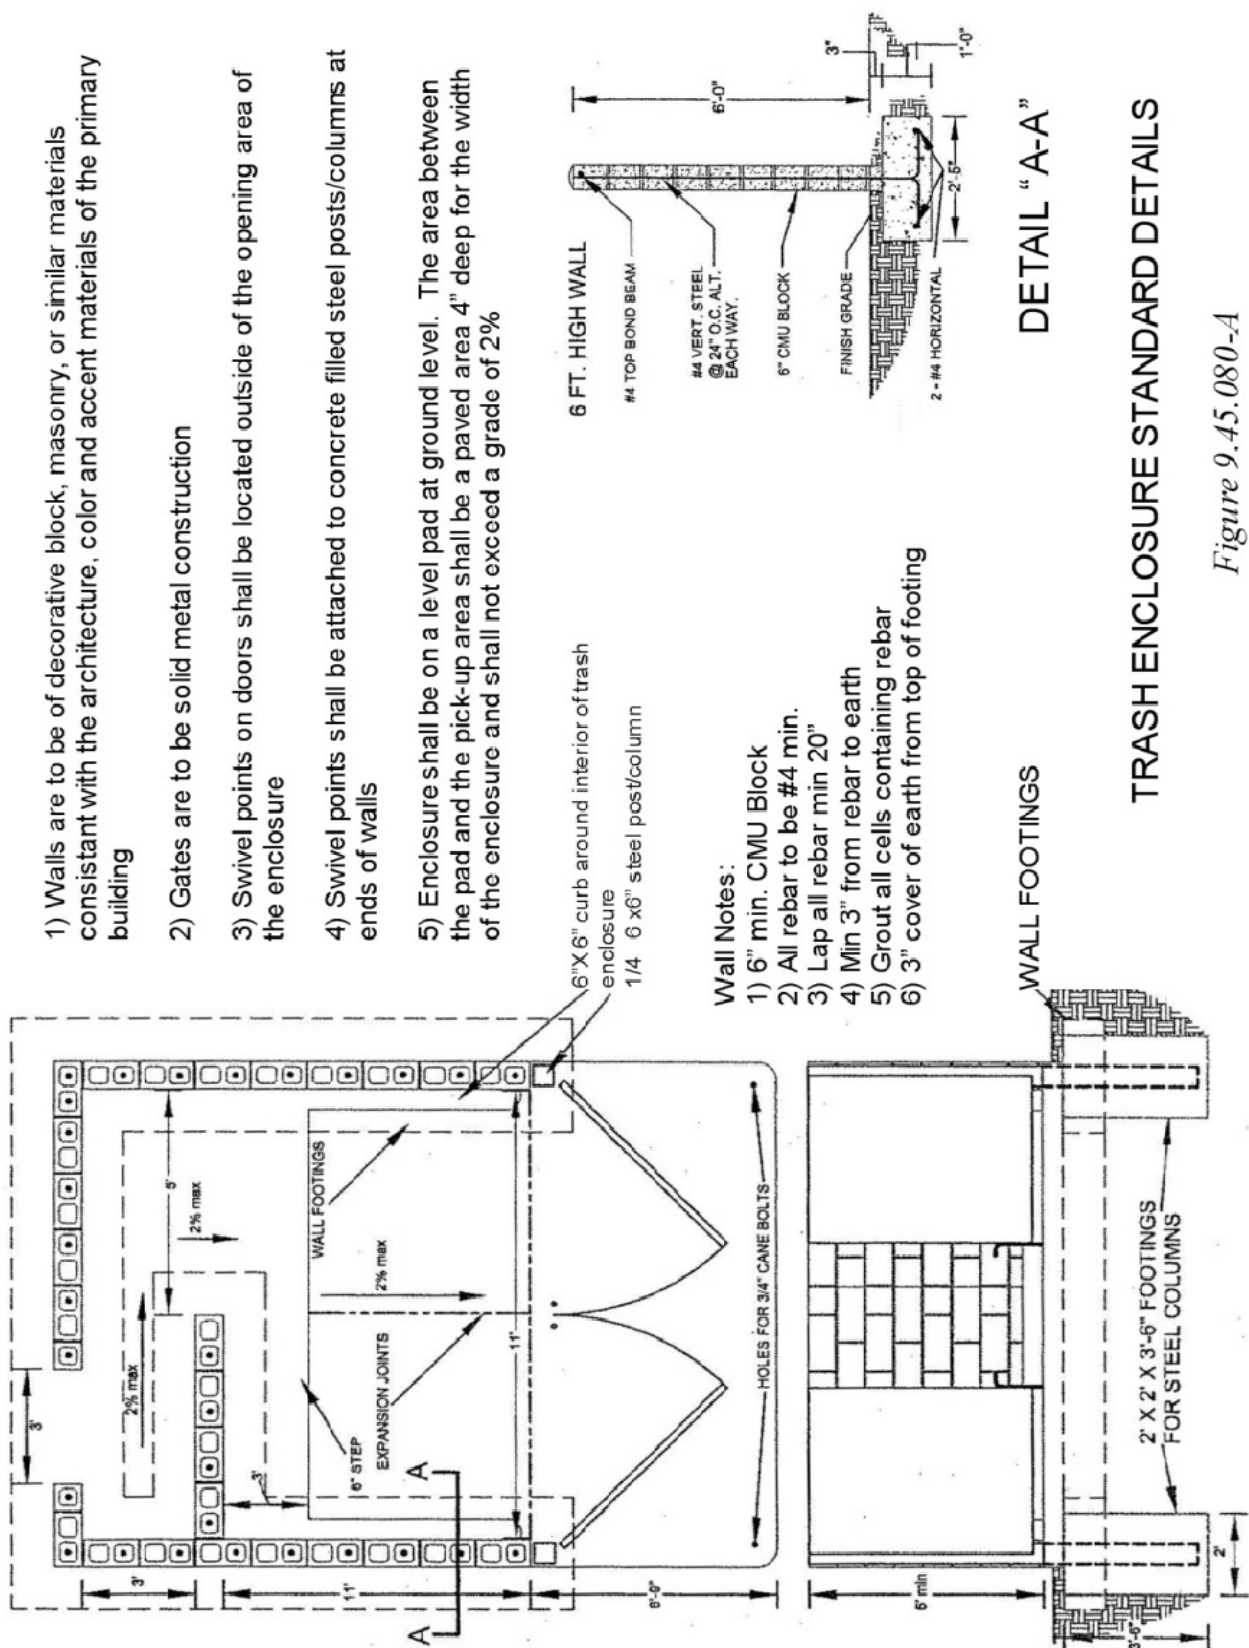 1) Walls are to be of decorative block, masonry, or similar materials
consistant with the architecture, color and accent materials of the primary
building
2) Gates are to be solid metal construction
3) Swivel points on doors shall be located outside of the opening area of
the enclosure
4) Swivel points shall be attached to concrete filled steel posts/columns at
ends of walls
5) Enclosure shall be on a level pad at ground level. The area between
the pad and the pick-up area shall be a paved area 4" deep for the width
of the enclosure and shall not exceed a grade of 2%
6"X6" curb around interior of trash
enclosure
1/4 6 x6" steel post/column
Wall Notes:
1) 6" min. CMU Block
2) All rebar to be #4 min.
3) Lap all rebar min 20"
4) Min 3" from rebar to earth
5) Grout all cells containing rebar
6) 3" cover of earth from top of footing
WALL FOOTINGS
3'
2% max
5'
2% max
WALL FOOTINGS
2% max
3'
6" STEP
EXPANSION JOINTS
11'
A
A
3'
11'
HOLES FOR 3/4" CANE BOLTS
2' X 2' X 3'-6" FOOTINGS
FOR STEEL COLUMNS
2'
6 FT. HIGH WALL
#4 TOP BOND BEAM
#4 VERT. STEEL
@ 24" O.C. ALT.
EACH WAY.
6" CMU BLOCK
FINISH GRADE
2 - #4 HORIZONTAL
6'-0"
3"
1'-0"
DETAIL "A-A"
TRASH ENCLOSURE STANDARD DETAILS
Figure 9.45.080-A